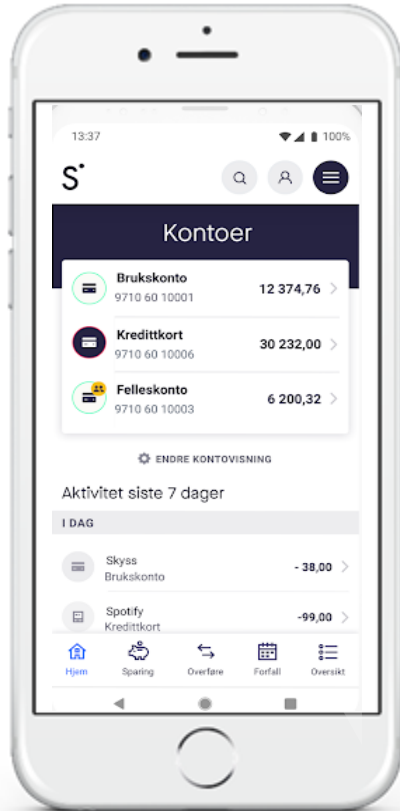 13:37
100%
S
Kontoer
Brukskonto
9710 60 10001
12 374,76
Kredittkort
9710 60 10006
30 232,00
Felleskonto
9710 60 10003
6 200,32
ENDRE KONTOVISNING
Aktivitet siste 7 dager
I DAG
Skyss
Brukskonto
- 38,00
Spotify
Kredittkort
-99,00
Hjem
Sparing
Overføre
Forfall
Oversikt